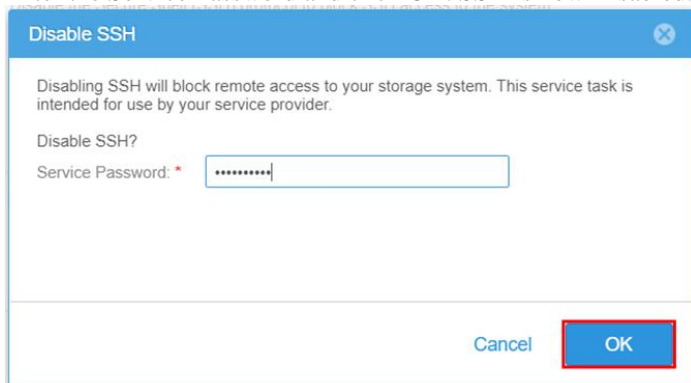 Disable SSH
Disabling SSH will block remote access to your storage system. This service task is
intended for use by your service provider.
Disable SSH?
Service Password: * ••••••••••
Cancel
OK